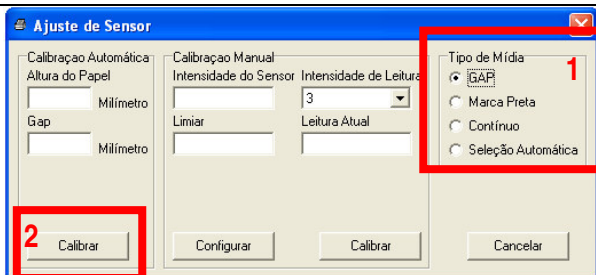 Ajuste de Sensor
Calibraçao Automática
Altura do Papel
Milímetro
Gap
Milímetro
2
Calibrar
Calibraçao Manual
Intensidade do Sensor Intensidade de Leitura
3
Limiar Leitura Atual
Configurar Calibrar
Tipo de Mídia
1
GAP
Marca Preta
Contínuo
Seleção Automática
Cancelar